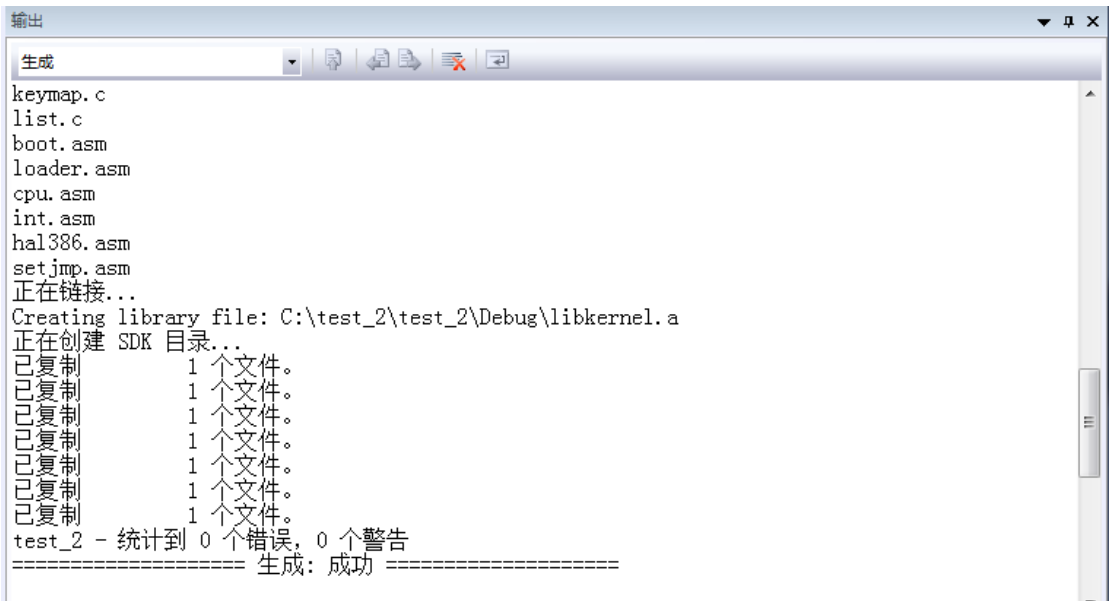 输出
生成
keymap.c
list.c
boot.asm
loader.asm
cpu.asm
int.asm
hal386.asm
setjmp.asm
正在链接...
Creating library file: C:\test_2\test_2\Debug\libkernel.a
正在创建 SDK 目录...
已复制         1 个文件。
已复制         1 个文件。
已复制         1 个文件。
已复制         1 个文件。
已复制         1 个文件。
已复制         1 个文件。
已复制         1 个文件。
test_2 - 统计到 0 个错误, 0 个警告
==================== 生成: 成功 ====================